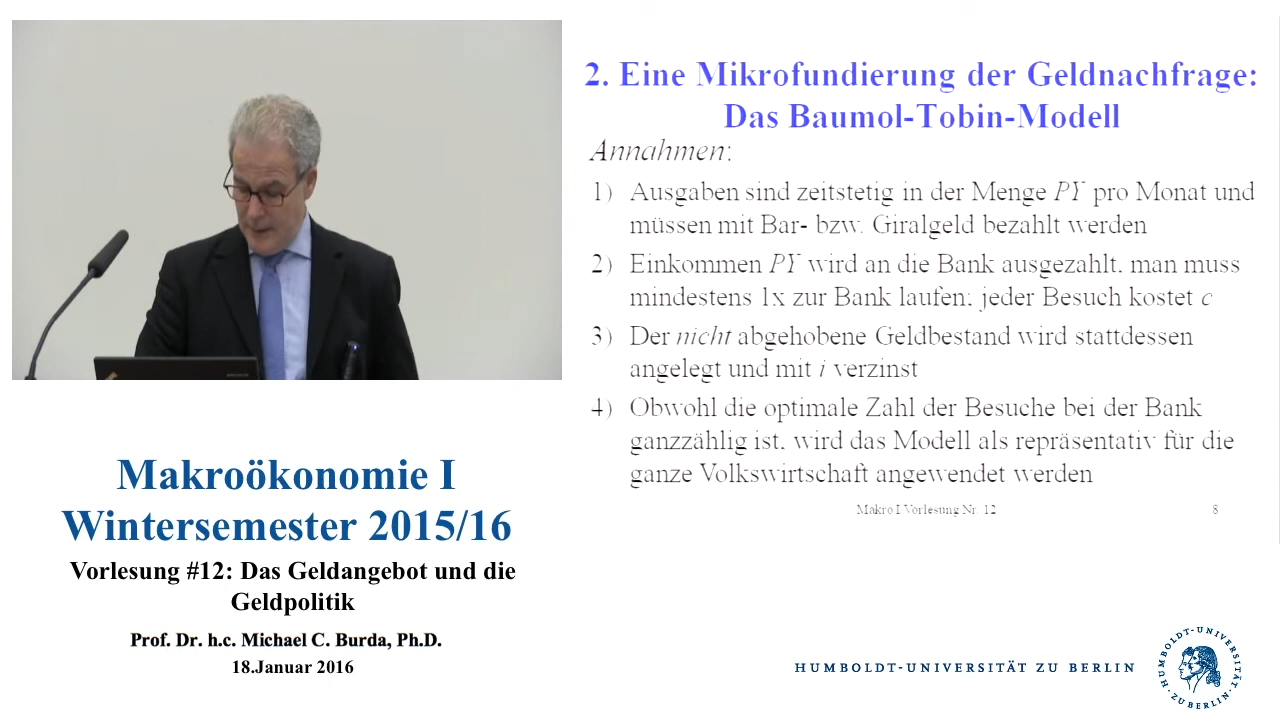 2. Eine Mikrofundierung der Geldnachfrage:
Das Baumol-Tobin-Modell
Annahmen:
1) Ausgaben sind zeitstetig in der Menge PY pro Monat und
müssen mit Bar- bzw. Giralgeld bezahlt werden
2) Einkommen PY wird an die Bank ausgezahlt, man muss
mindestens 1x zur Bank laufen; jeder Besuch kostet c
3) Der nicht abgehobene Geldbestand wird stattdessen
angelegt und mit i verzinst
4) Obwohl die optimale Zahl der Besuche bei der Bank
ganzzählig ist, wird das Modell als repräsentativ für die
ganze Volkswirtschaft angewendet werden
Makro I Vorlesung Nr. 12 8
Makroökonomie I
Wintersemester 2015/16
Vorlesung #12: Das Geldangebot und die
Geldpolitik
Prof. Dr. h.c. Michael C. Burda, Ph.D.
18.Januar 2016
HUMBOLDT-UNIVERSITÄT ZU BERLIN
HUMBOLDT-UNIVERSITÄT
ZU BERLIN